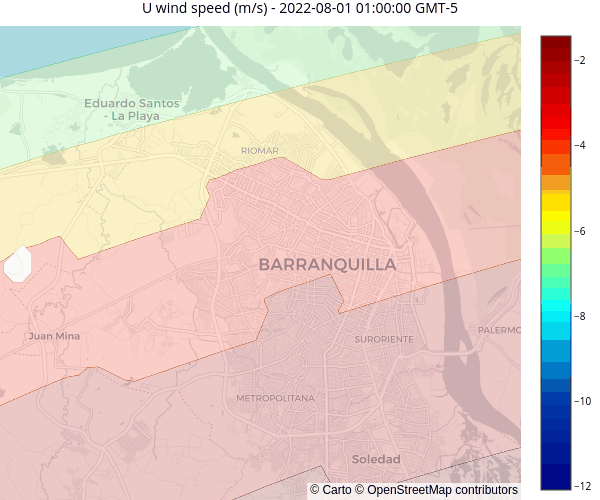 U wind speed (m/s) - 2022-08-01 01:00:00 GMT-5
Eduardo Santos
- La Playa
RIOMAR
BARRANQUILLA
Juan Mina
SURORIENTE
PALERMO
METROPOLITANA
Soledad
© Carto © OpenStreetMap contributors
−2
−4
−6
−8
−10
−12